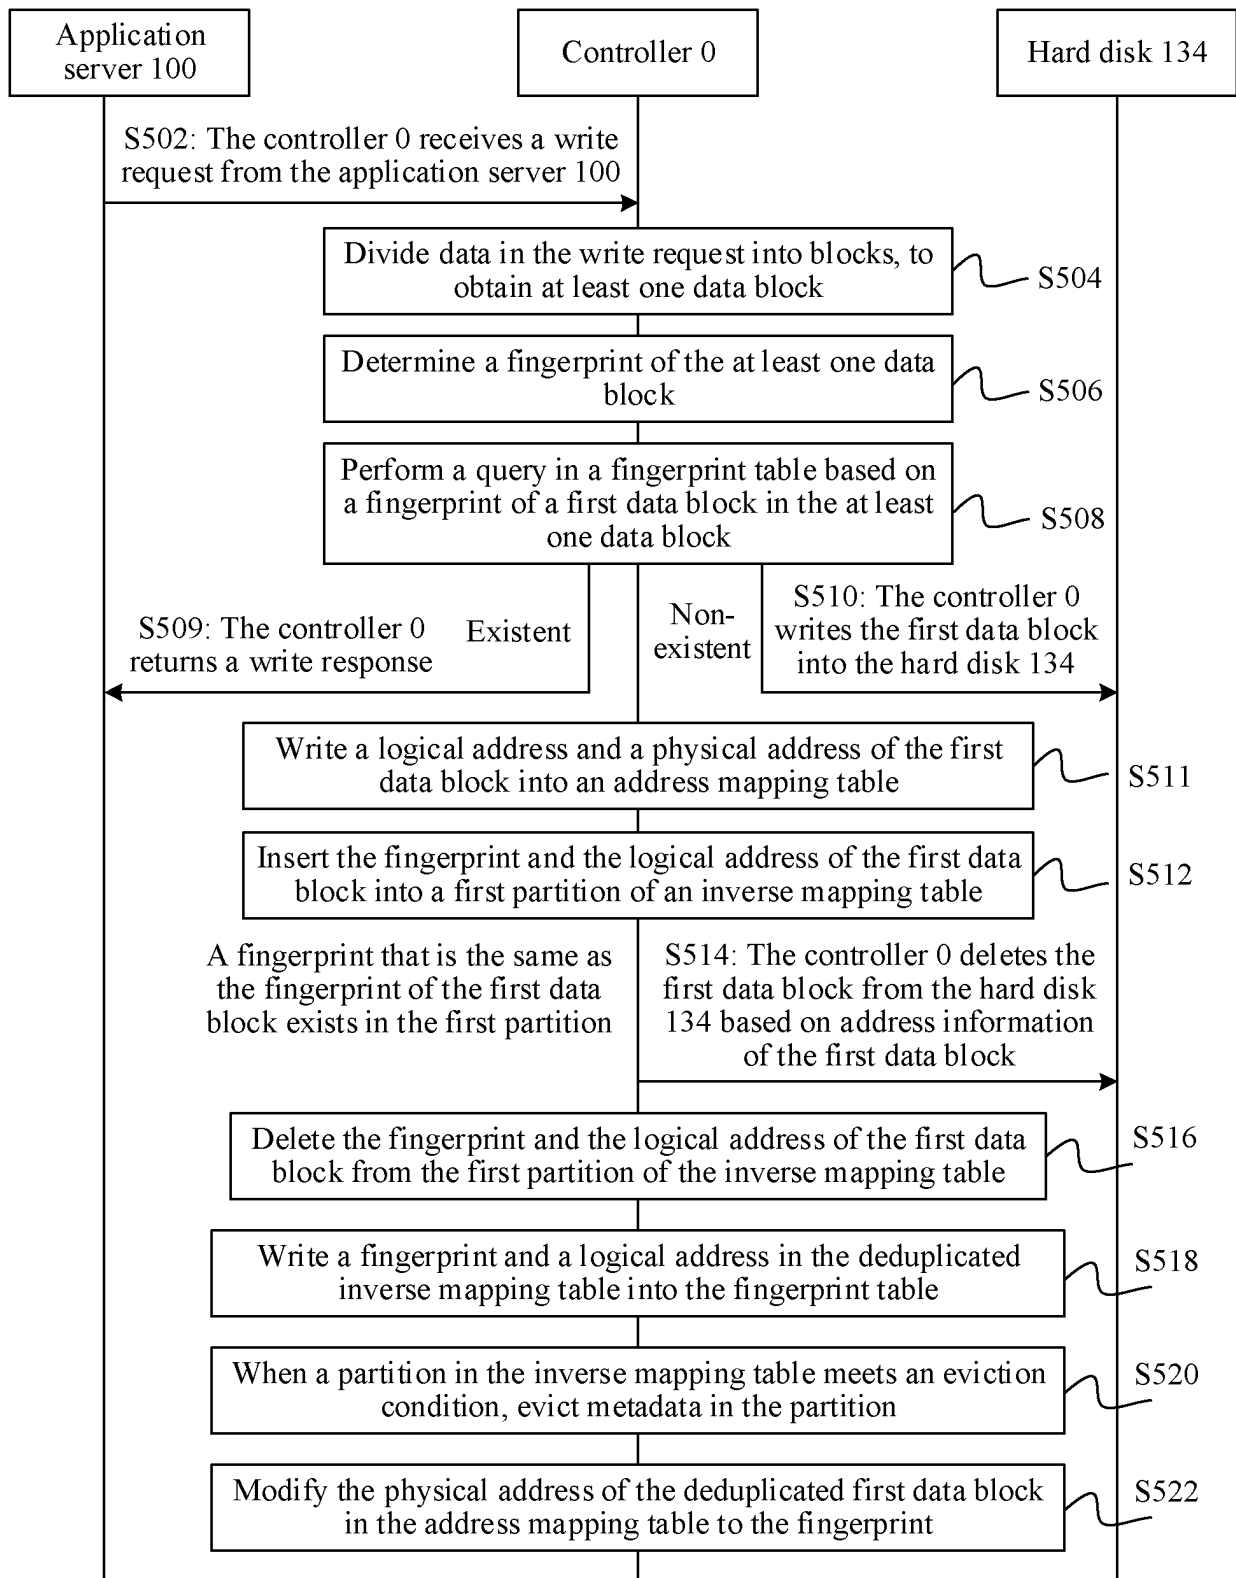 Application
server 100
Controller 0
Hard disk 134
S502: The controller 0 receives a write
request from the application server 100
Divide data in the write request into blocks, to
obtain at least one data block
S504
Determine a fingerprint of the at least one data
block
S506
Perform a query in a fingerprint table based on
a fingerprint of a first data block in the at least
one data block
S508
S509: The controller 0
returns a write response
Existent
Non-
existent
S510: The controller 0
writes the first data block
into the hard disk 134
Write a logical address and a physical address of the first
data block into an address mapping table
S511
Insert the fingerprint and the logical address of the first data
block into a first partition of an inverse mapping table
S512
A fingerprint that is the same as
the fingerprint of the first data
block exists in the first partition
S514: The controller 0 deletes the
first data block from the hard disk
134 based on address information
of the first data block
Delete the fingerprint and the logical address of the first data
block from the first partition of the inverse mapping table
S516
Write a fingerprint and a logical address in the deduplicated
inverse mapping table into the fingerprint table
S518
When a partition in the inverse mapping table meets an eviction
condition, evict metadata in the partition
S520
Modify the physical address of the deduplicated first data block
in the address mapping table to the fingerprint
S522